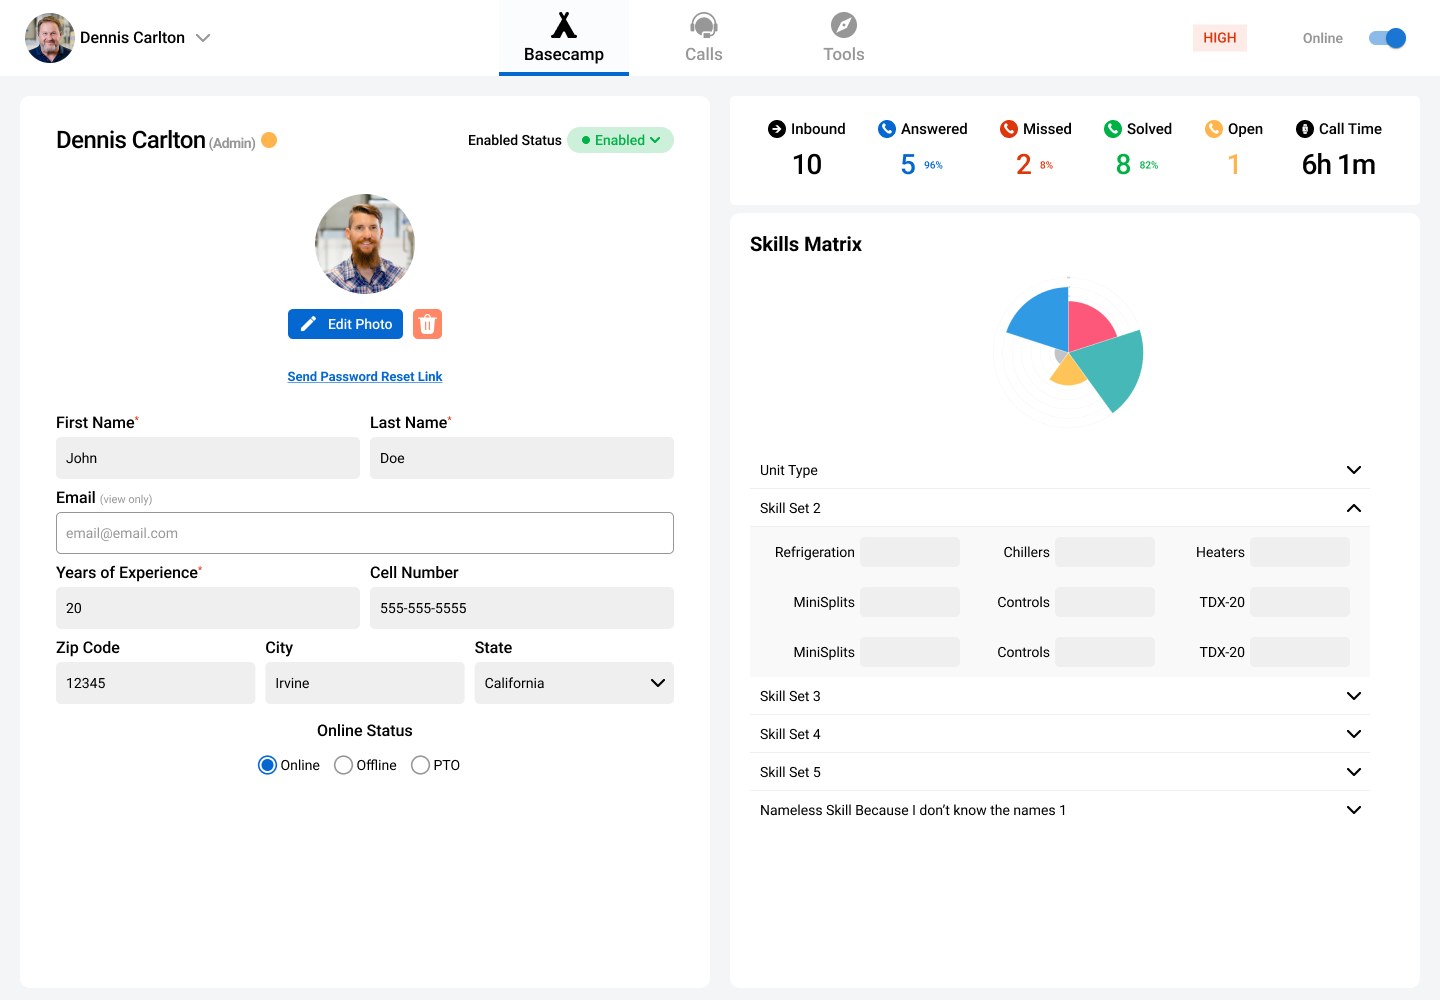 Dennis Carlton
Basecamp
Calls
Tools
HIGH
Online
Dennis Carlton (Admin)
Enabled Status
Enabled
Edit Photo
Send Password Reset Link
First Name*
Last Name*
John
Doe
Email (view only)
email@email.com
Years of Experience*
Cell Number
20
555-555-5555
Zip Code
City
State
12345
Irvine
California
Online Status
Online
Offline
PTO
Inbound
Answered
Missed
Solved
Open
Call Time
10
5 96%
2 8%
8 82%
1
6h 1m
Skills Matrix
Unit Type
Skill Set 2
Refrigeration
Chillers
Heaters
MiniSplits
Controls
TDX-20
MiniSplits
Controls
TDX-20
Skill Set 3
Skill Set 4
Skill Set 5
Nameless Skill Because I don’t know the names 1